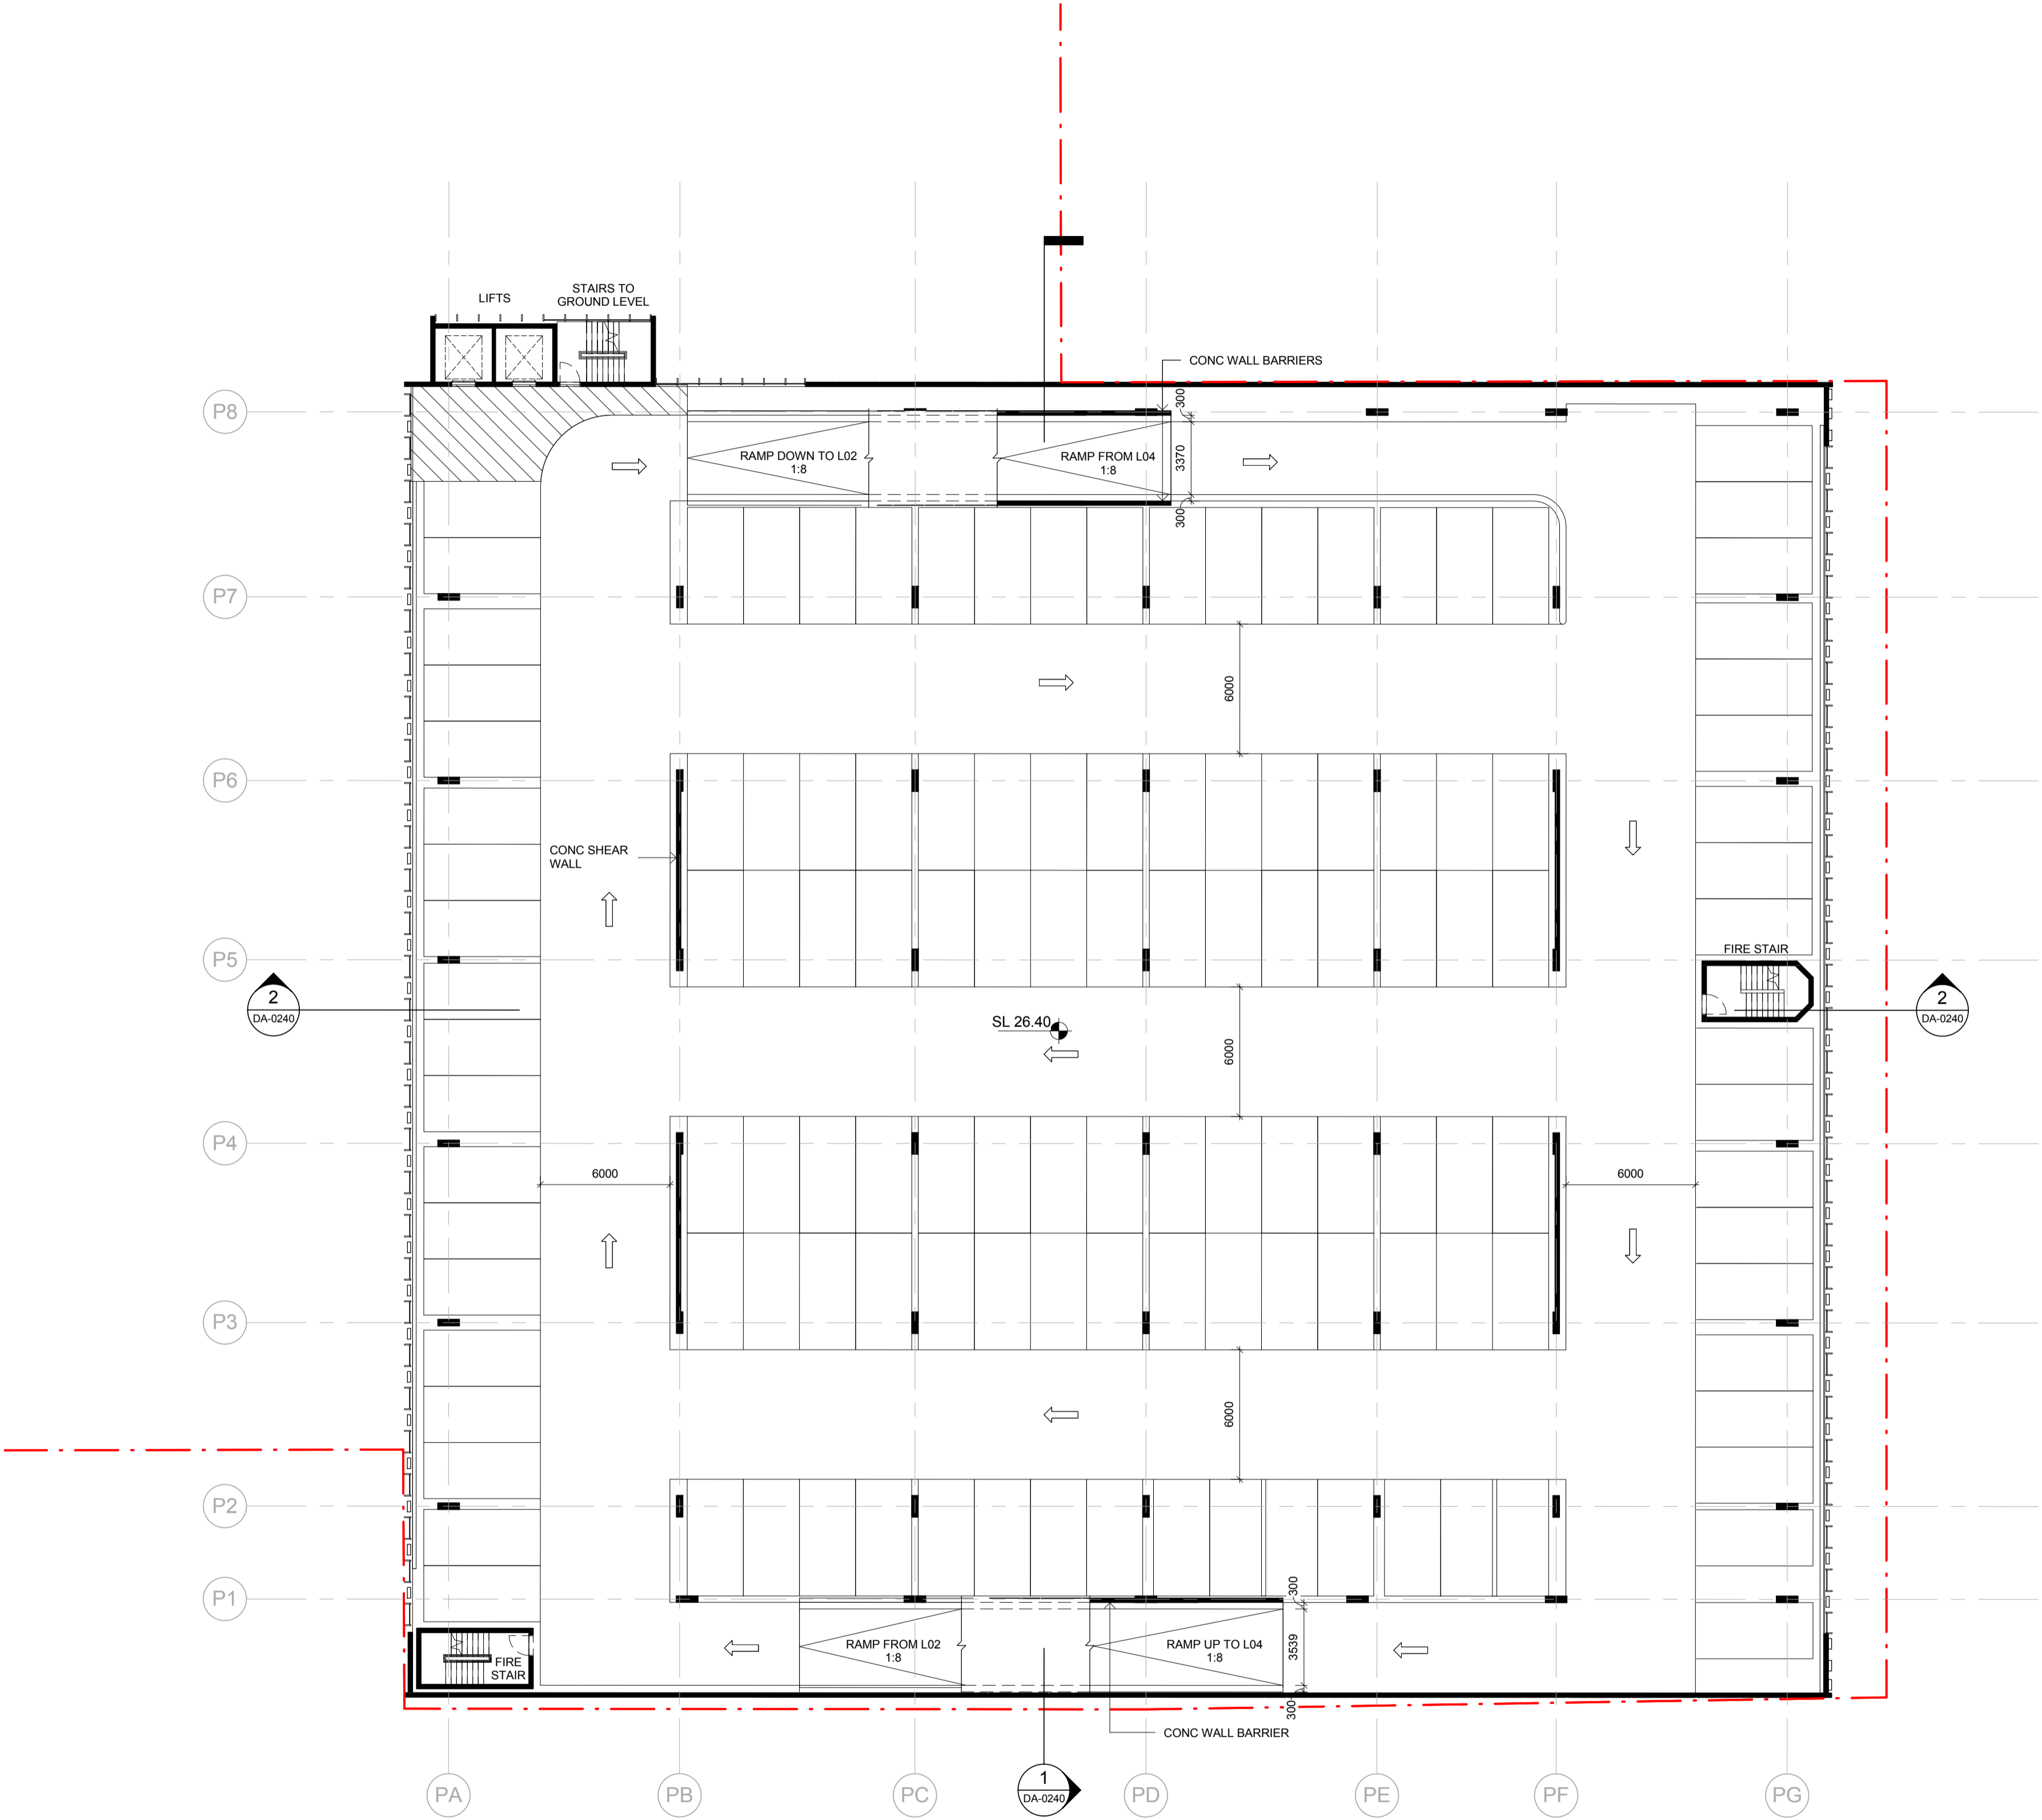 LIFTS
STAIRS TO
GROUND LEVEL
CONC WALL BARRIERS
P8
300
RAMP DOWN TO L02
1:8
RAMP FROM L04
1:8
3370
300
P7
6000
P6
CONC SHEAR
WALL
P5
FIRE STAIR
2
DA-0240
SL 26.40
2
DA-0240
6000
P4
6000
6000
P3
6000
P2
P1
300
RAMP FROM L02
1:8
RAMP UP TO L04
1:8
3539
FIRE
STAIR
300
CONC WALL BARRIER
1
DA-0240
PA
PB
PC
PD
PE
PF
PG